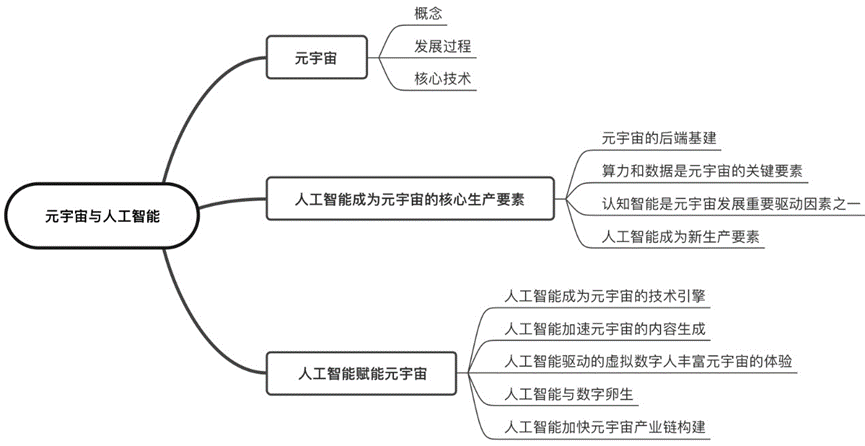 概念
发展过程
元宇宙
核心技术
元宇宙的后端基建
算力和数据是元宇宙的关键要素
人工智能成为元宇宙的核心生产要素
认知智能是元宇宙发展重要驱动因素之一
元宇宙与人工智能
人工智能成为新生产要素
人工智能成为元宇宙的技术引擎
人工智能加速元宇宙的内容生成
人工智能驱动的虚拟数字人丰富元宇宙的体验
人工智能赋能元宇宙
人工智能与数字卵生
人工智能加快元宇宙产业链构建